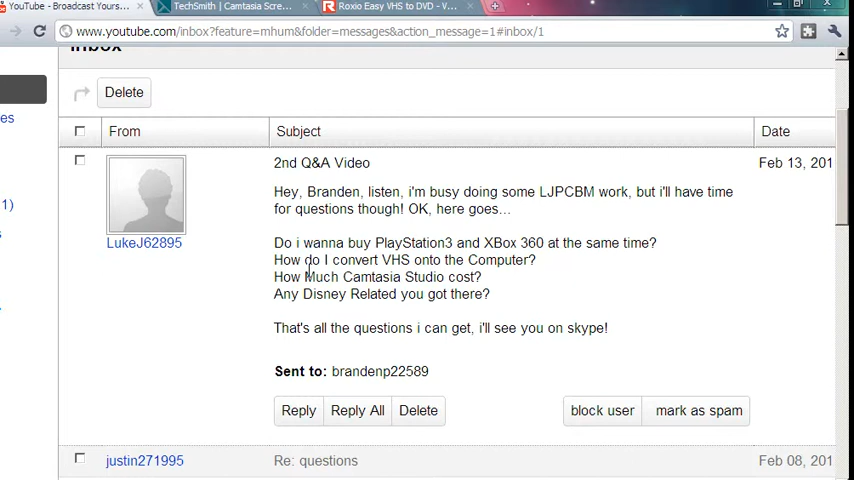 YouTube - Broadcast Yours...
TechSmith | Camtasia Scre...
Roxio Easy VHS to DVD - V...
www.youtube.com/inbox?feature=mhum&folder=messages&action_message=1#inbox/1
Inbox
Delete
From
Subject
Date
2nd Q&A Video
Feb 13, 201
Hey, Branden, listen, i'm busy doing some LJPCBM work, but i'll have time
for questions though! OK, here goes...
Do i wanna buy PlayStation3 and XBox 360 at the same time?
How do I convert VHS onto the Computer?
How Much Camtasia Studio cost?
Any Disney Related you got there?
That's all the questions i can get, i'll see you on skype!
LukeJ62895
Sent to: brandenp22589
Reply
Reply All
Delete
block user
mark as spam
justin271995
Re: questions
Feb 08, 201
es
1)